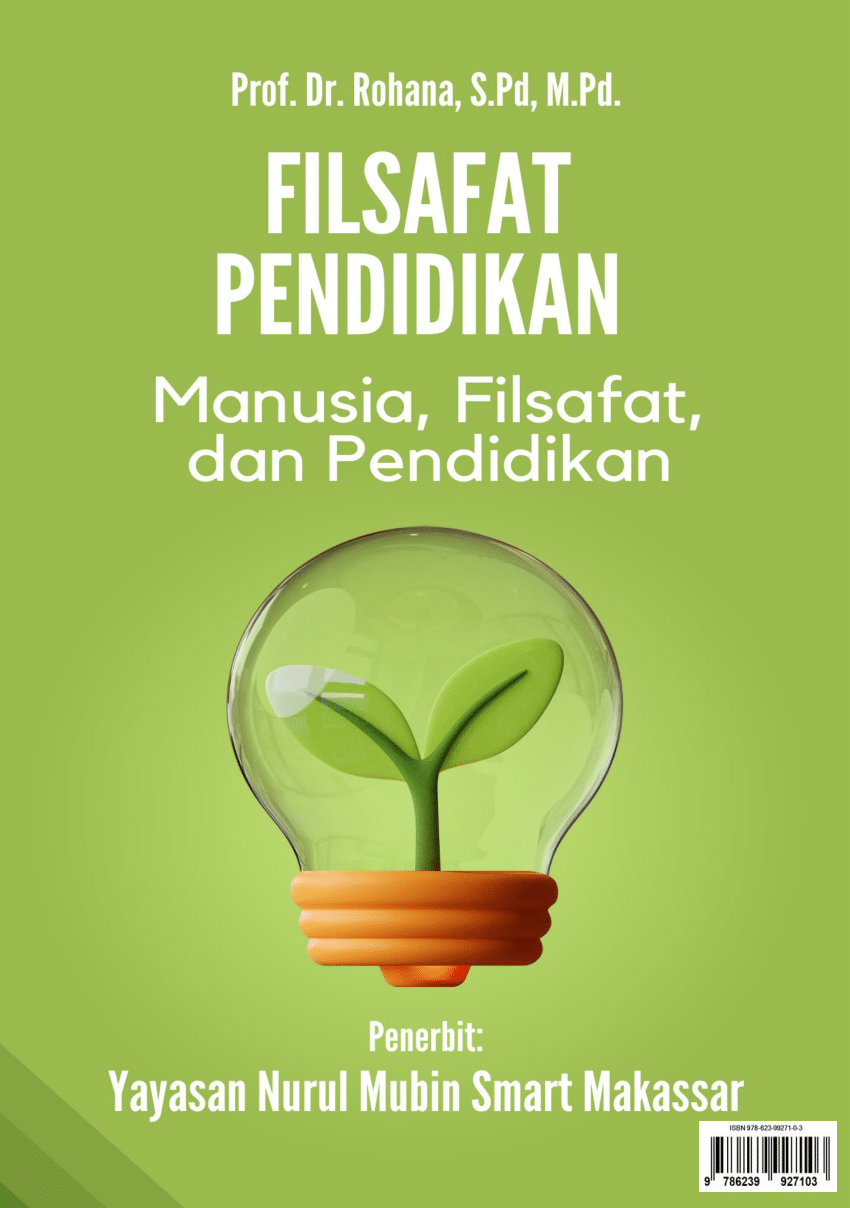 Prof. Dr. Rohana, S.Pd, M.Pd.
FILSAFAT
PENDIDIKAN
Manusia, Filsafat,
dan Pendidikan
Penerbit:
Yayasan Nurul Mubin Smart Makassar
ISBN 978-623-99271-0-3
9 786239 927103